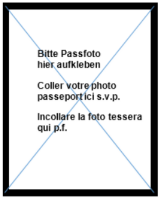 Bitte Passfoto
hier aufkleben
Coller votre photo
passeport ici s.v.p.
Incollare la foto tessera
qui p.f.